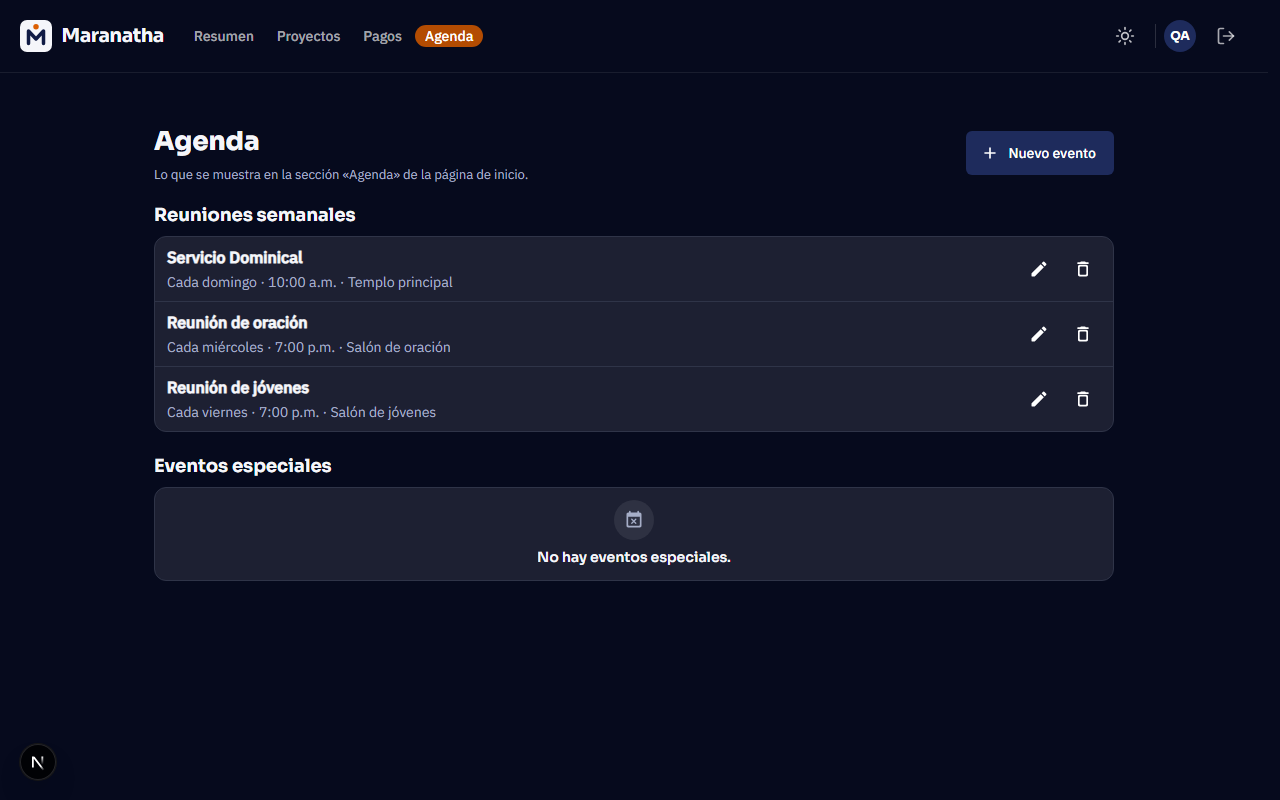 Maranatha Resumen Proyectos Pagos Agenda QA
Agenda
Nuevo evento
Lo que se muestra en la sección «Agenda» de la página de inicio.
Reuniones semanales
Servicio Dominical
Cada domingo · 10:00 a.m. · Templo principal
Reunión de oración
Cada miércoles · 7:00 p.m. · Salón de oración
Reunión de jóvenes
Cada viernes · 7:00 p.m. · Salón de jóvenes
Eventos especiales
No hay eventos especiales.
N